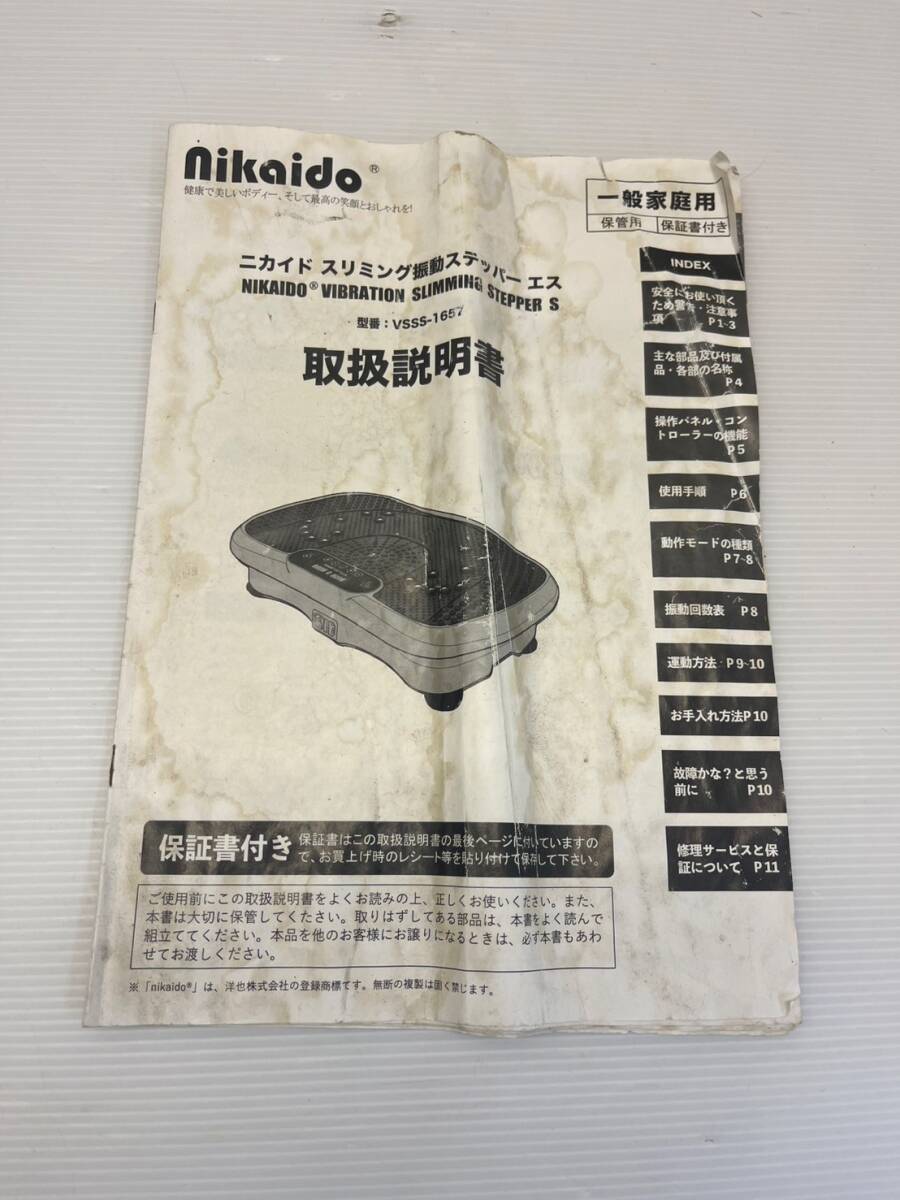 nikaido®
健康で美しいボディー、そして最高の笑顔とおしゃれを!
一般家庭用
保管用 保証書付き
ニカイド スリミング振動ステッパー エス
NIKAIDO® VIBRATION SLIMMING STEPPER S
型番:VSSS-1657
取扱説明書
INDEX
安全にお使い頂く
ため警告・注意事
項 P1~3
主な部品及び付属
品・各部の名称
P4
操作パネル・コン
トローラーの機能
P5
使用手順 P6
動作モードの種類
P7~8
振動回数表 P8
運動方法 P9~10
お手入れ方法P10
故障かな?と思う
前に P10
修理サービスと保
証について P11
保証書付き
保証書はこの取扱説明書の最後ページに付いていますの
で、お買上げ時のレシート等を貼り付けて保存して下さい。
ご使用前にこの取扱説明書をよくお読みの上、正しくお使いください。また、
本書は大切に保管してください。取りはずしてある部品は、本書をよく読んで
組立ててください。本品を他のお客様にお譲りになるときは、必ず本書もあわ
せてお渡しください。
※「nikaido®」は、洋也株式会社の登録商標です。無断の複製は固く禁じます。